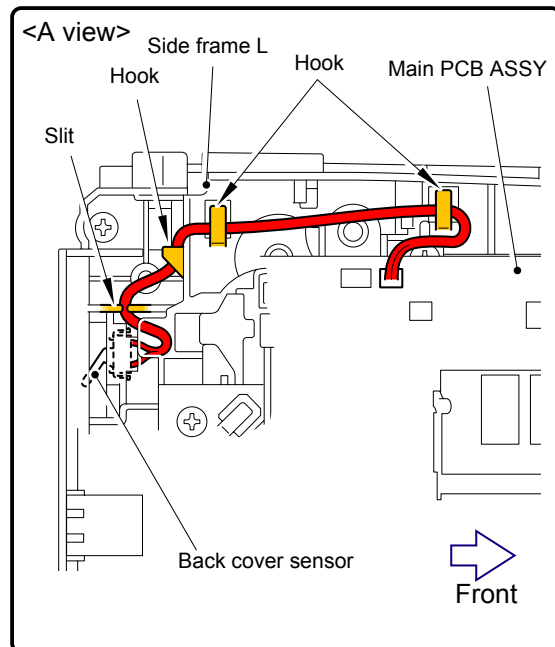 <A view>
Side frame L
Hook
Hook
Main PCB ASSY
Slit
Back cover sensor
Front